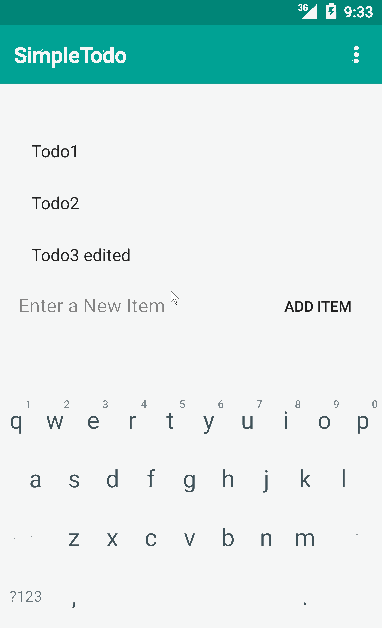 3G 9:33
SimpleTodo
Todo1
Todo2
Todo3 edited
Enter a New Item ADD ITEM
1 2 3 4 5 6 7 8 9 0
q w e r t y u i o p
a s d f g h j k l
z x c v b n m
?123 , .